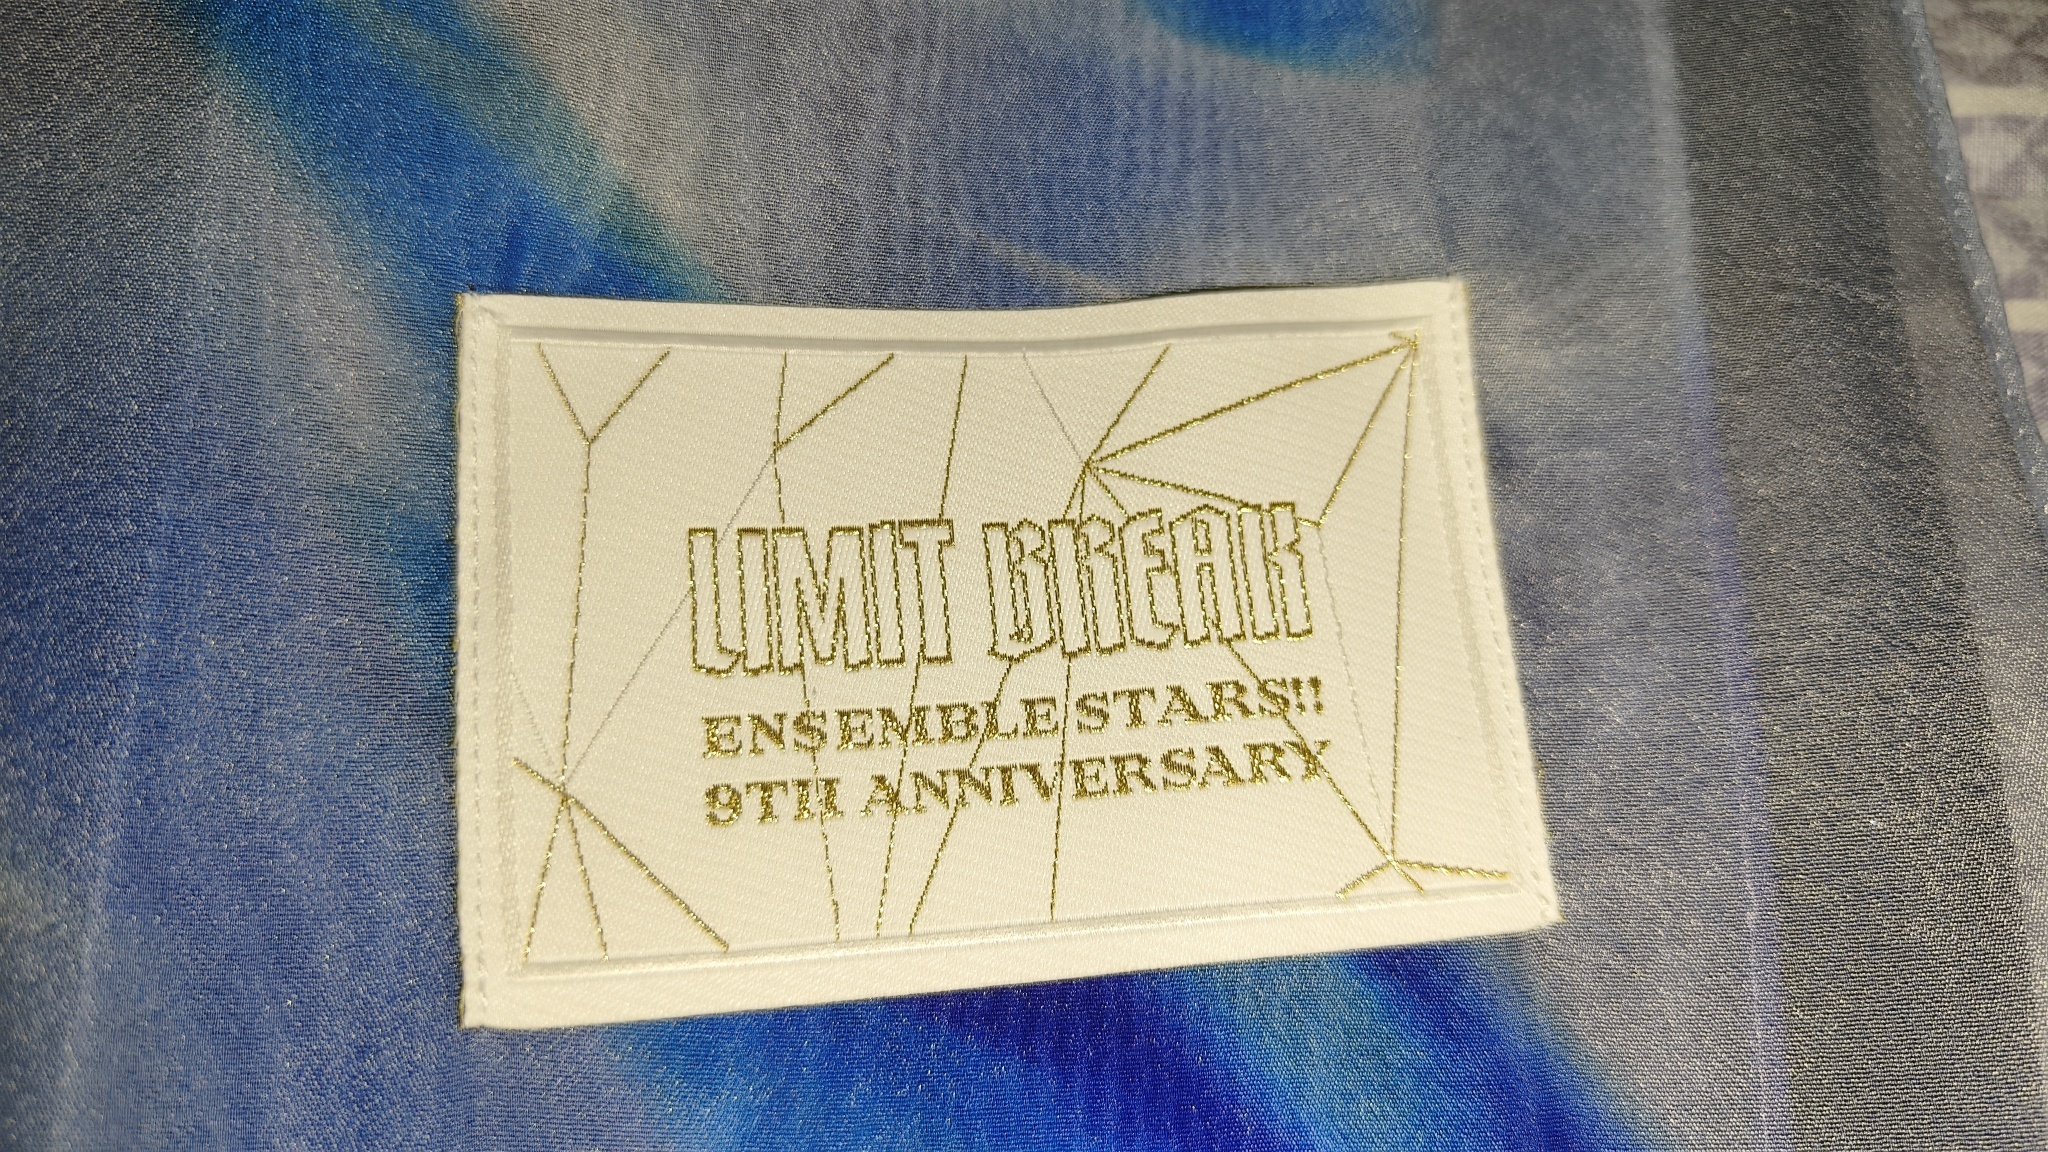 LIMIT BREAK
ENSEMBLE STARS!!
9TH ANNIVERSARY